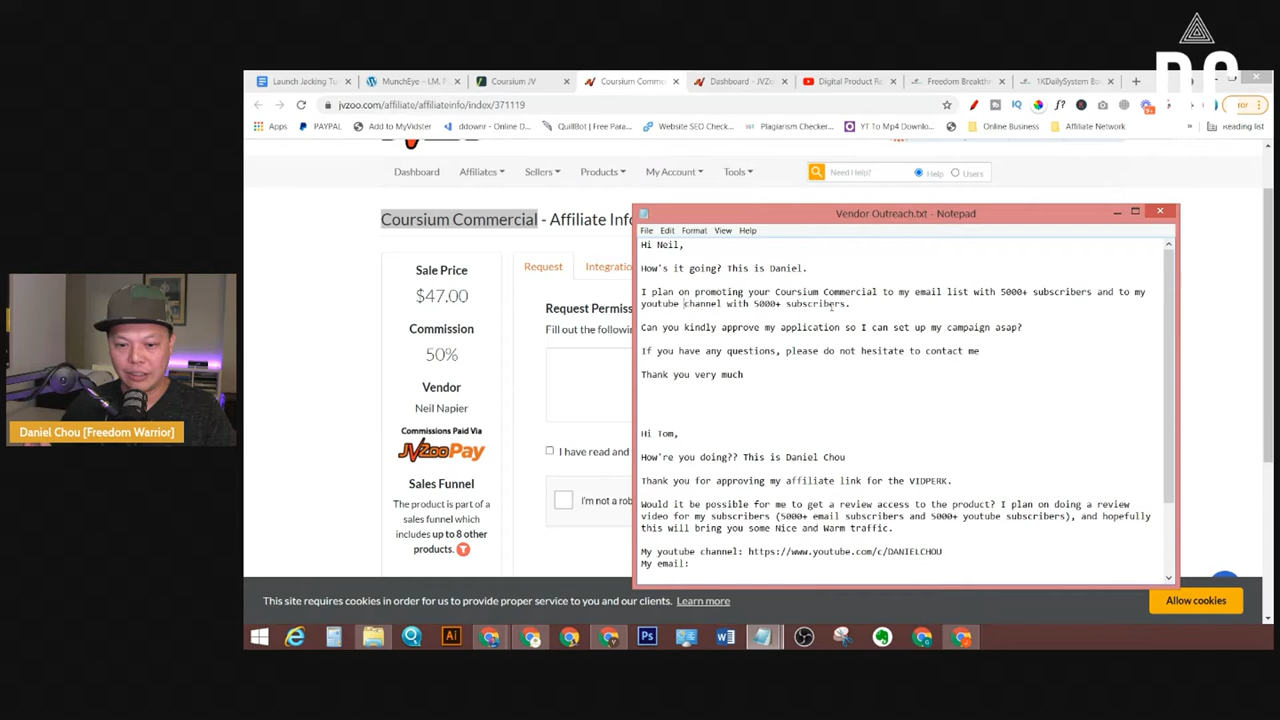 DC
Launch Jacking Tu
MunchEye – I.M. P
Coursium JV
Coursium Comme
Dashboard - JVZo
Digital Product Re
Freedom Breakthr
1KDailySystem Bo
jvzoo.com/affiliate/affiliateinfo/index/371119
Apps
PAYPAL
Add to MyVidster
ddownr - Online D...
QuillBot | Free Para...
Website SEO Check...
Plagiarism Checker...
YT To Mp4 Downlo...
Online Business
Affiliate Network
Reading list
Dashboard
Affiliates
Sellers
Products
My Account
Tools
Need Help?
Help
Users
Coursium Commercial - Affiliate Info
Sale Price
$47.00
Commission
50%
Vendor
Neil Napier
Commissions Paid Via
JVZooPay
Sales Funnel
The product is part of a
sales funnel which
includes up to 8 other
products.
Request
Integratio
Request Permis
Fill out the followin
I have read and
I'm not a rob
Vendor Outreach.txt - Notepad
File Edit Format View Help
Hi Neil,
How's it going? This is Daniel.
I plan on promoting your Coursium Commercial to my email list with 5000+ subscribers and to my
youtube channel with 5000+ subscribers.
Can you kindly approve my application so I can set up my campaign asap?
If you have any questions, please do not hesitate to contact me
Thank you very much
Hi Tom,
How're you doing?? This is Daniel Chou
Thank you for approving my affiliate link for the VIDPERK.
Would it be possible for me to get a review access to the product? I plan on doing a review
video for my subscribers (5000+ email subscribers and 5000+ youtube subscribers), and hopefully
this will bring you some Nice and Warm traffic.
My youtube channel: https://www.youtube.com/c/DANIELCHOU
My email:
Daniel Chou [Freedom Warrior]
This site requires cookies in order for us to provide proper service to you and our clients. Learn more
Allow cookies
Ai
Ps